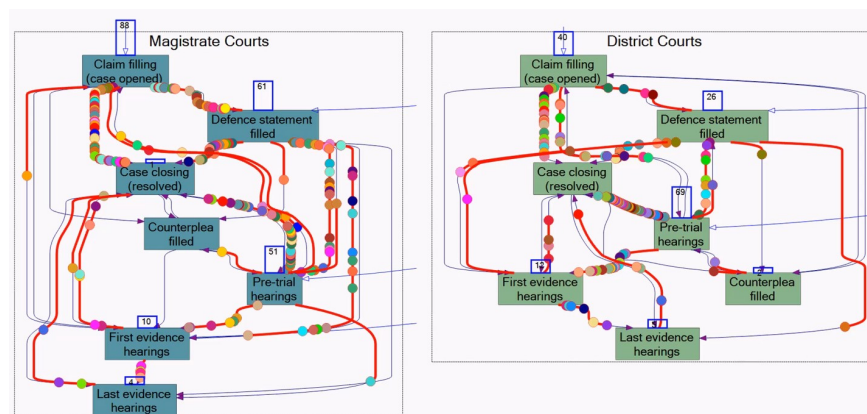 Magistrate Courts
88
Claim filling
(case opened)
61
Defence statement
filled
Case closing
(resolved)
Counterplea
filled
51
Pre-trial
hearings
10
First evidence
hearings
4
Last evidence
hearings
District Courts
40
Claim filling
(case opened)
26
Defence statement
filled
Case closing
(resolved)
69
Pre-trial
hearings
First evidence
hearings
Counterplea
filled
Last evidence
hearings